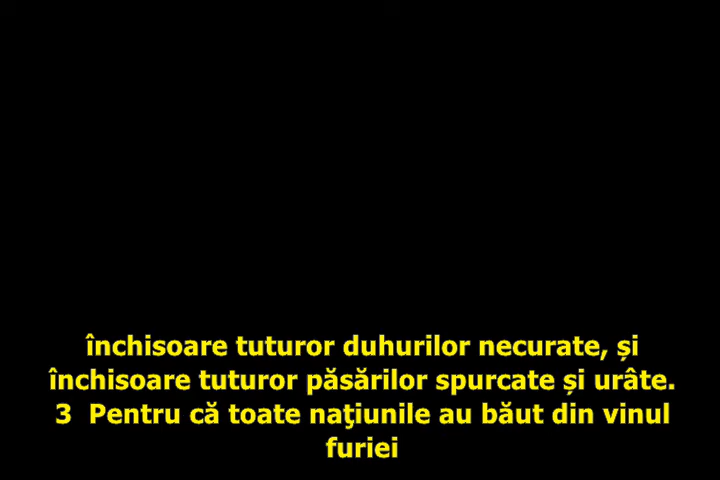 închisoare tuturor duhurilor necurate, și
închisoare tuturor păsărilor spurcate și urâte.
3  Pentru că toate naţiunile au băut din vinul
furiei